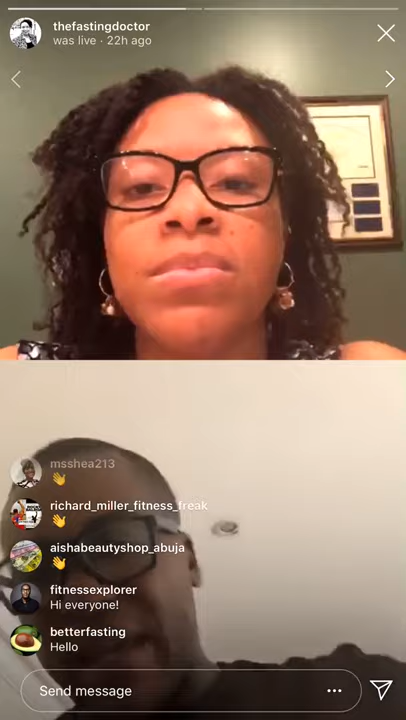 thefastingdoctor
was live · 22h ago
msshea213
👋
richard_miller_fitness_freak
👋
aishabeautyshop_abuja
👋
fitnessexplorer
Hi everyone!
betterfasting
Hello
Send message